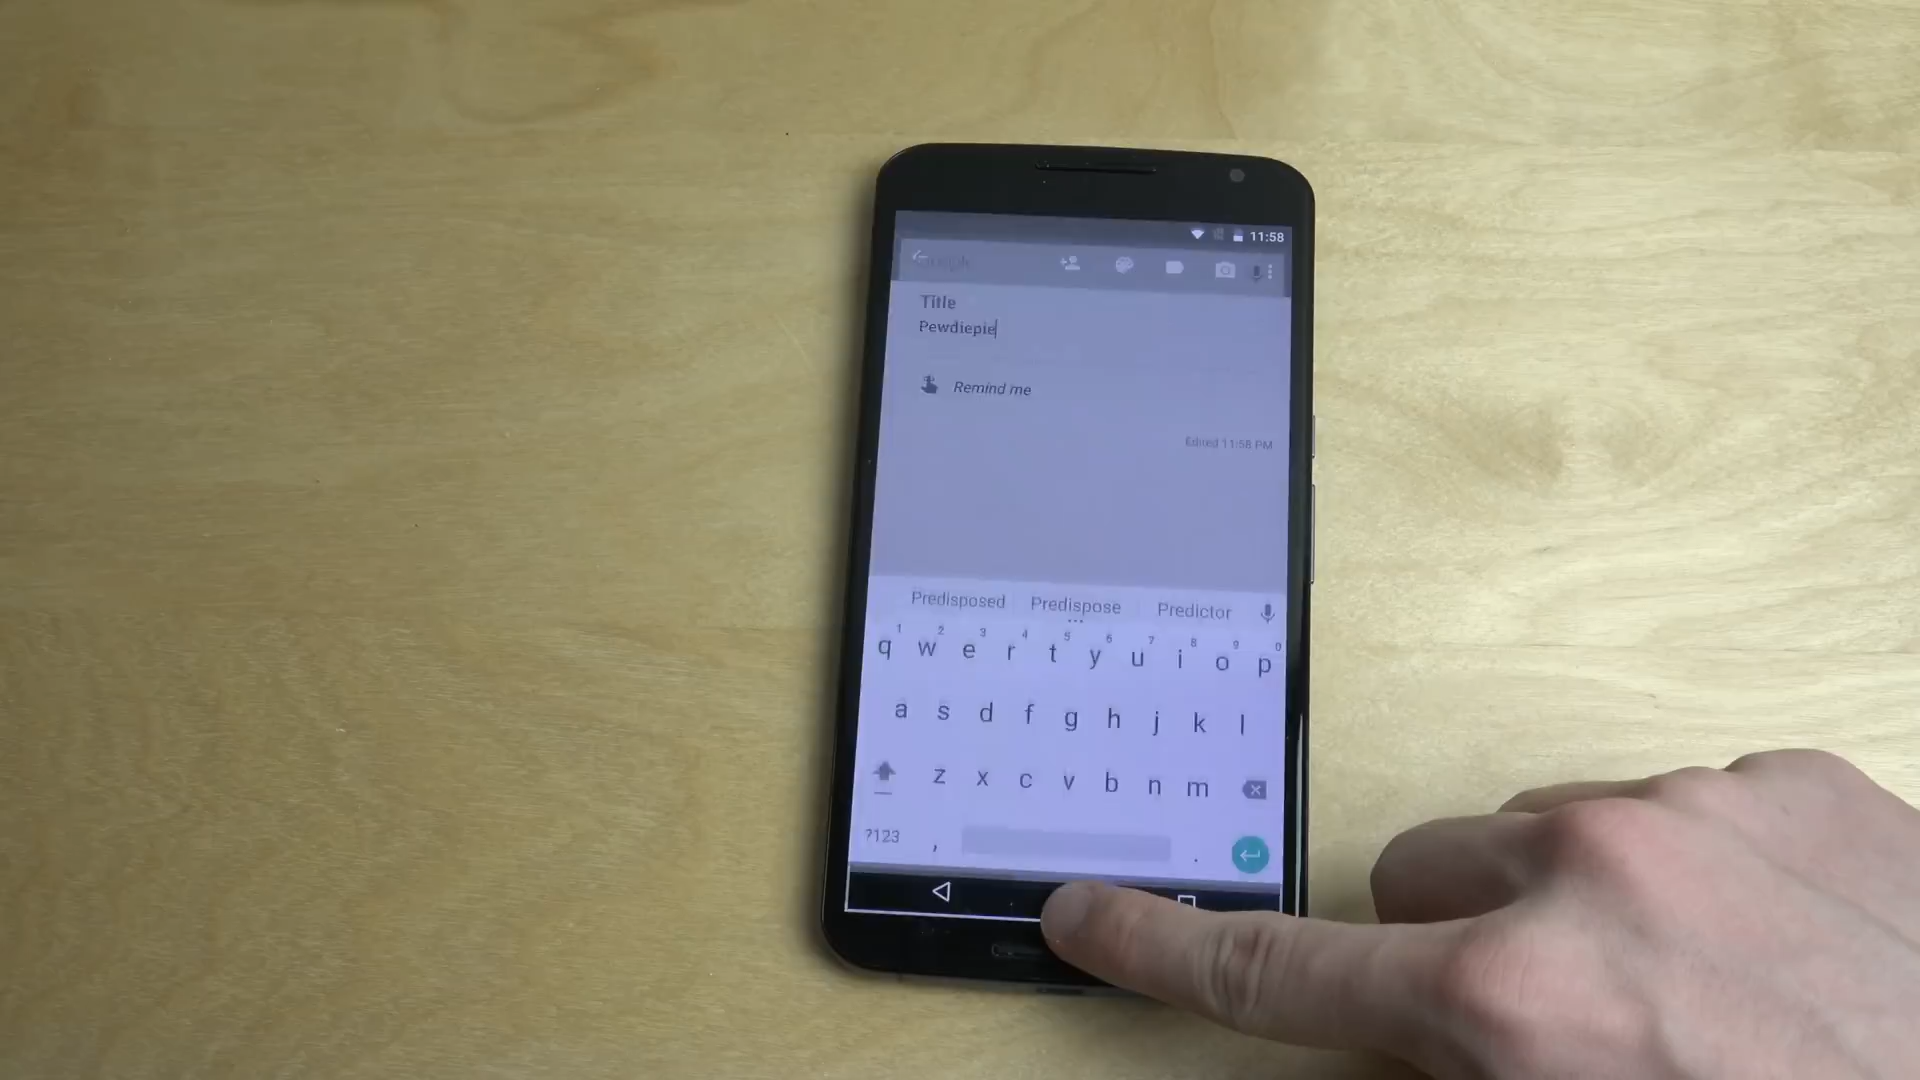 11:58
Title
Pewdiepie
Remind me
Edited 11:58 PM
Predisposed Predispose Predictor
1 2 3 4 5 6 7 8 9 0
q w e r t y u i o p
a s d f g h j k l
z x c v b n m
?123 , .